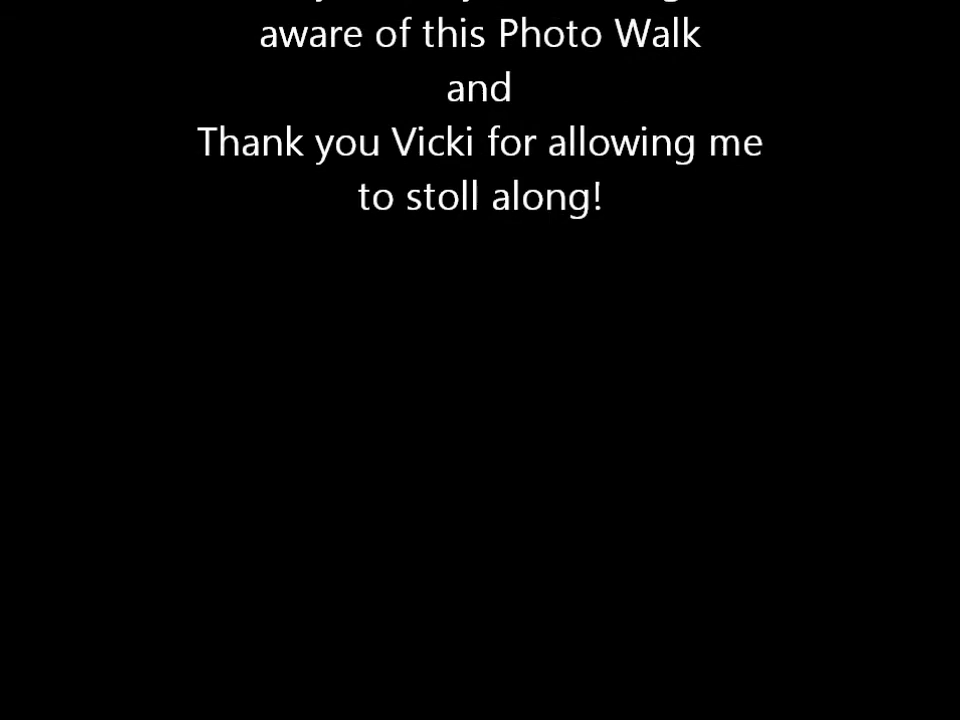 aware of this Photo Walk
and
Thank you Vicki for allowing me
to stoll along!